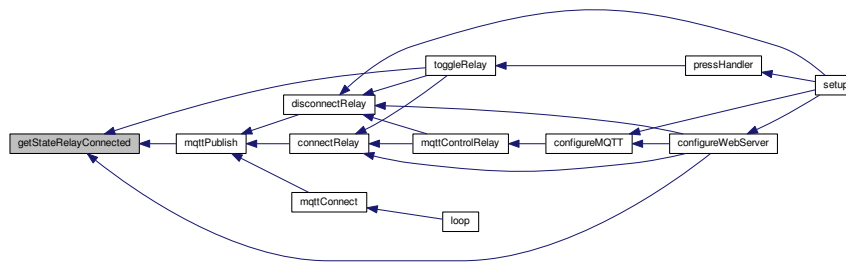 toggleRelay
pressHandler
setup
disconnectRelay
getStateRelayConnected
mqttPublish
connectRelay
mqttControlRelay
configureMQTT
configureWebServer
mqttConnect
loop